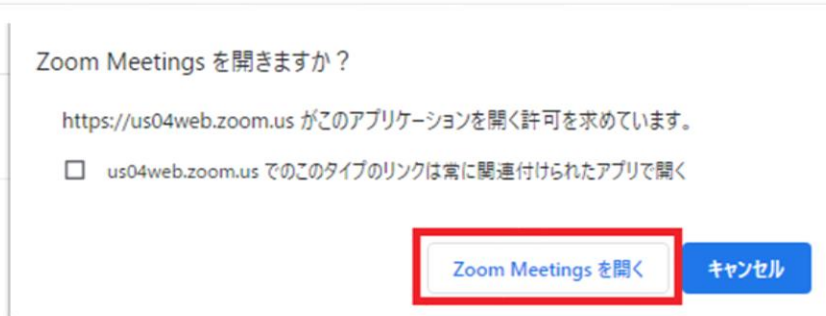 Zoom Meetings を開きますか？
https://us04web.zoom.us がこのアプリケーションを開く許可を求めています。
us04web.zoom.us でのこのタイプのリンクは常に関連付けられたアプリで開く
Zoom Meetings を開く キャンセル